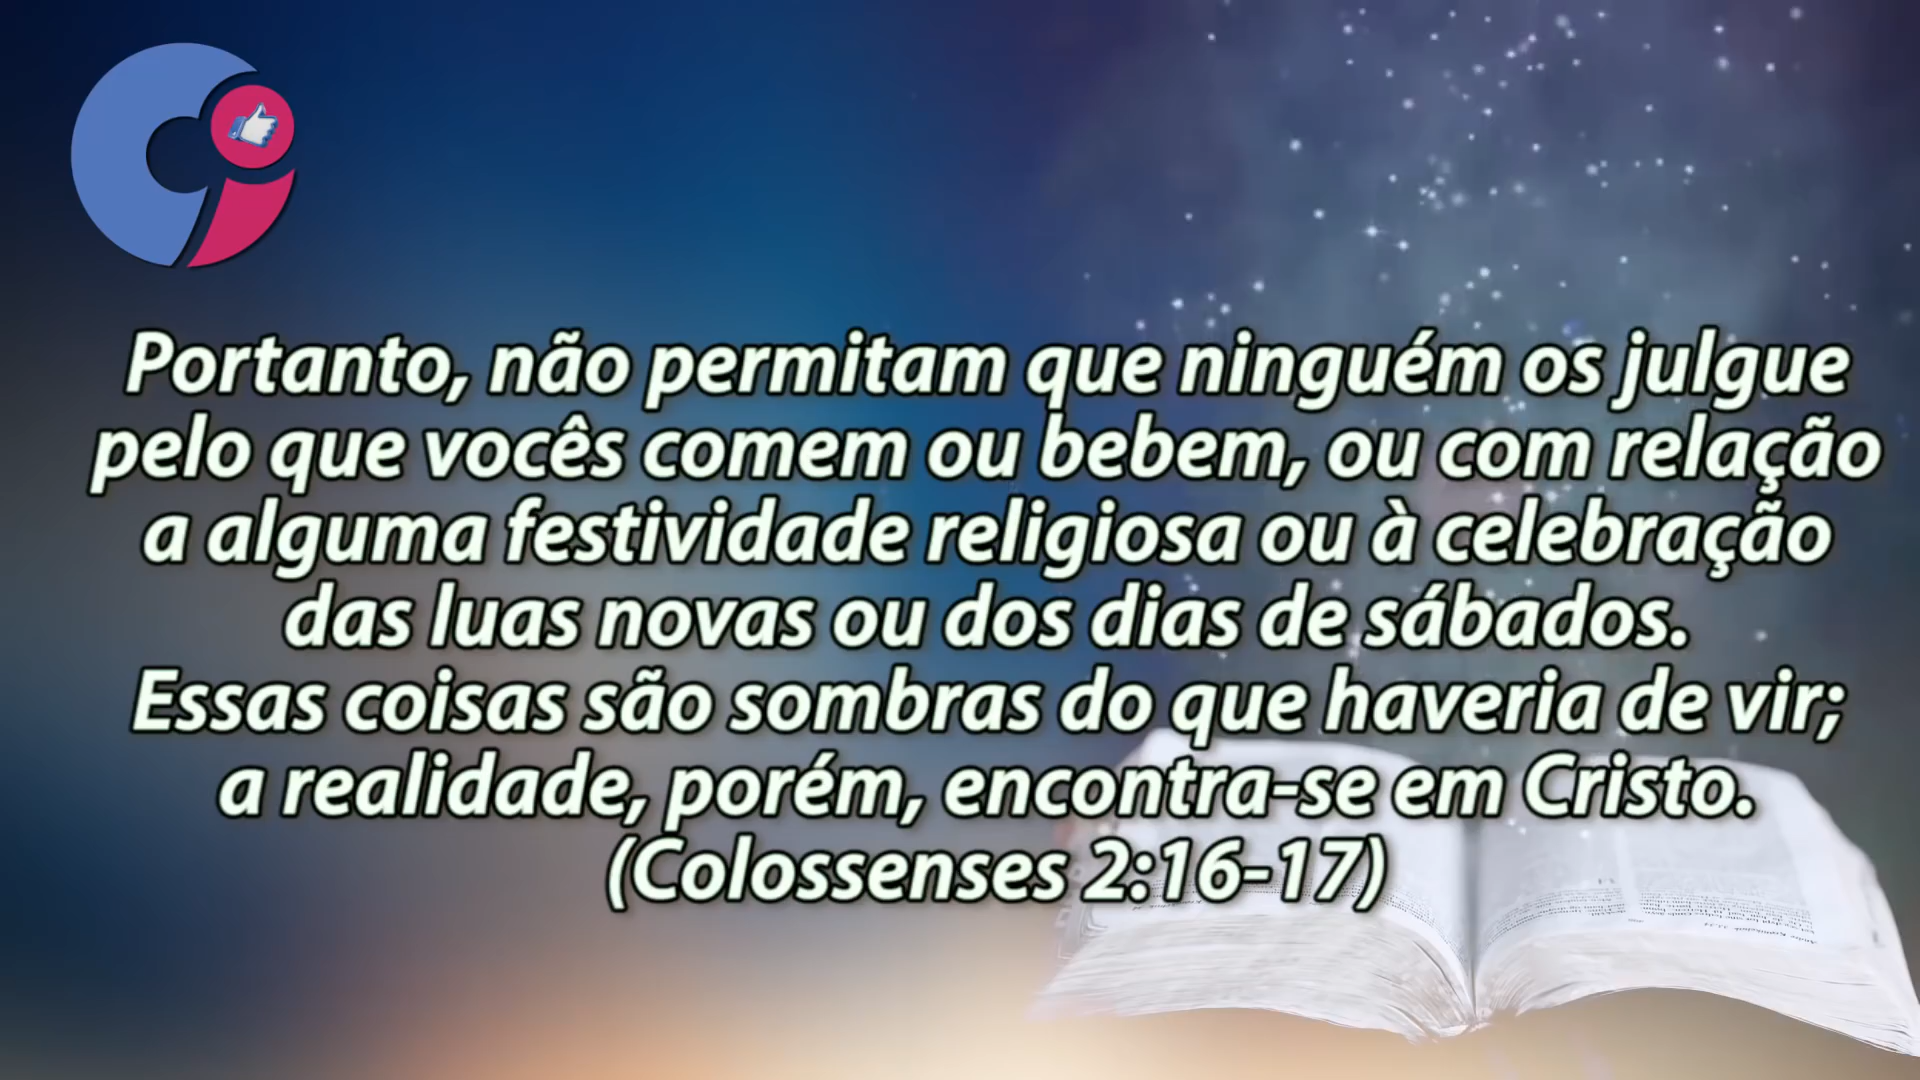 Portanto, não permitam que ninguém os julgue
pelo que vocês comem ou bebem, ou com relação
a alguma festividade religiosa ou à celebração
das luas novas ou dos dias de sábados.
Essas coisas são sombras do que haveria de vir;
a realidade, porém, encontra-se em Cristo.
(Colossenses 2:16-17)